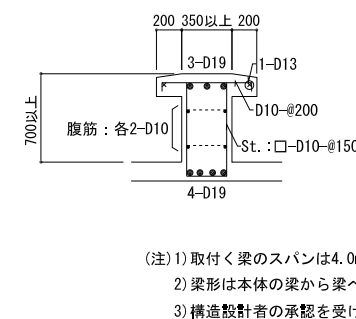 200 350以上 200
3-D19
1-D13
D10-@200
700以上
腹筋：各2-D10
St.：□-D10-@150
4-D19
(注)1)取付く梁のスパンは4.0
2)梁形は本体の梁から梁へ
3)構造設計者の承認を受け